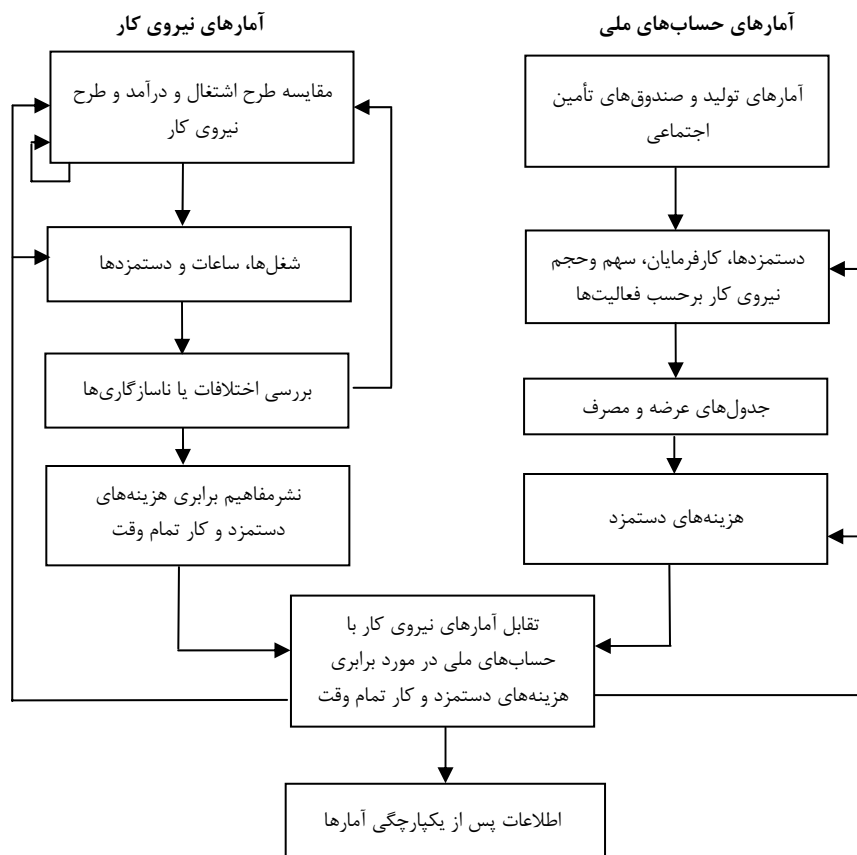 آمارهای نیروی کار
مقایسه طرح اشتغال و درآمد و طرح
نیروی کار
شغل‌ها، ساعات و دستمزدها
بررسی اختلافات یا ناسازگاری‌ها
نشرمفاهیم برابری هزینه‌های
دستمزد و کار تمام وقت
آمارهای حساب‌های ملی
آمارهای تولید و صندوق‌های تأمین
اجتماعی
دستمزدها، کارفرمایان، سهم وحجم
نیروی کار برحسب فعالیت‌ها
جدول‌های عرضه و مصرف
هزینه‌های دستمزد
تقابل آمارهای نیروی کار با
حساب‌های ملی در مورد برابری
هزینه‌های دستمزد و کار تمام وقت
اطلاعات پس از یکپارچگی آمارها